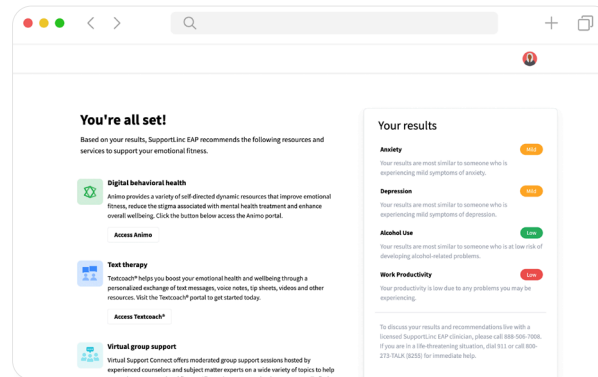 You're all set!
Based on your results, SupportLinc EAP recommends the following resources and
services to support your emotional fitness.
Digital behavioral health
Animo provides a variety of self-directed dynamic resources that improve emotional
fitness, reduce the stigma associated with mental health treatment and enhance
overall wellbeing. Click the button below access the Animo portal.
Access Animo
Text therapy
Textcoach® helps you boost your emotional health and wellbeing through a
personalized exchange of text messages, voice notes, tip sheets, videos and other
resources. Visit the Textcoach® portal to get started today.
Access Textcoach®
Virtual group support
Virtual Support Connect offers moderated group support sessions hosted by
experienced counselors and subject matter experts on a wide variety of topics to help
Your results
Anxiety
Mild
Your results are most similar to someone who is
experiencing mild symptoms of anxiety.
Depression
Mild
Your results are most similar to someone who is
experiencing mild symptoms of depression.
Alcohol Use
Low
Your results are most similar to someone who is at low risk of
developing alcohol-related problems.
Work Productivity
Low
Your productivity is low due to any problems you may be
experiencing.
To discuss your results and recommendations live with a
licensed SupportLinc EAP clinician, please call 888-506-7006.
If you are in a life-threatening situation, dial 911 or call 800-
273-TALK (8255) for immediate help.